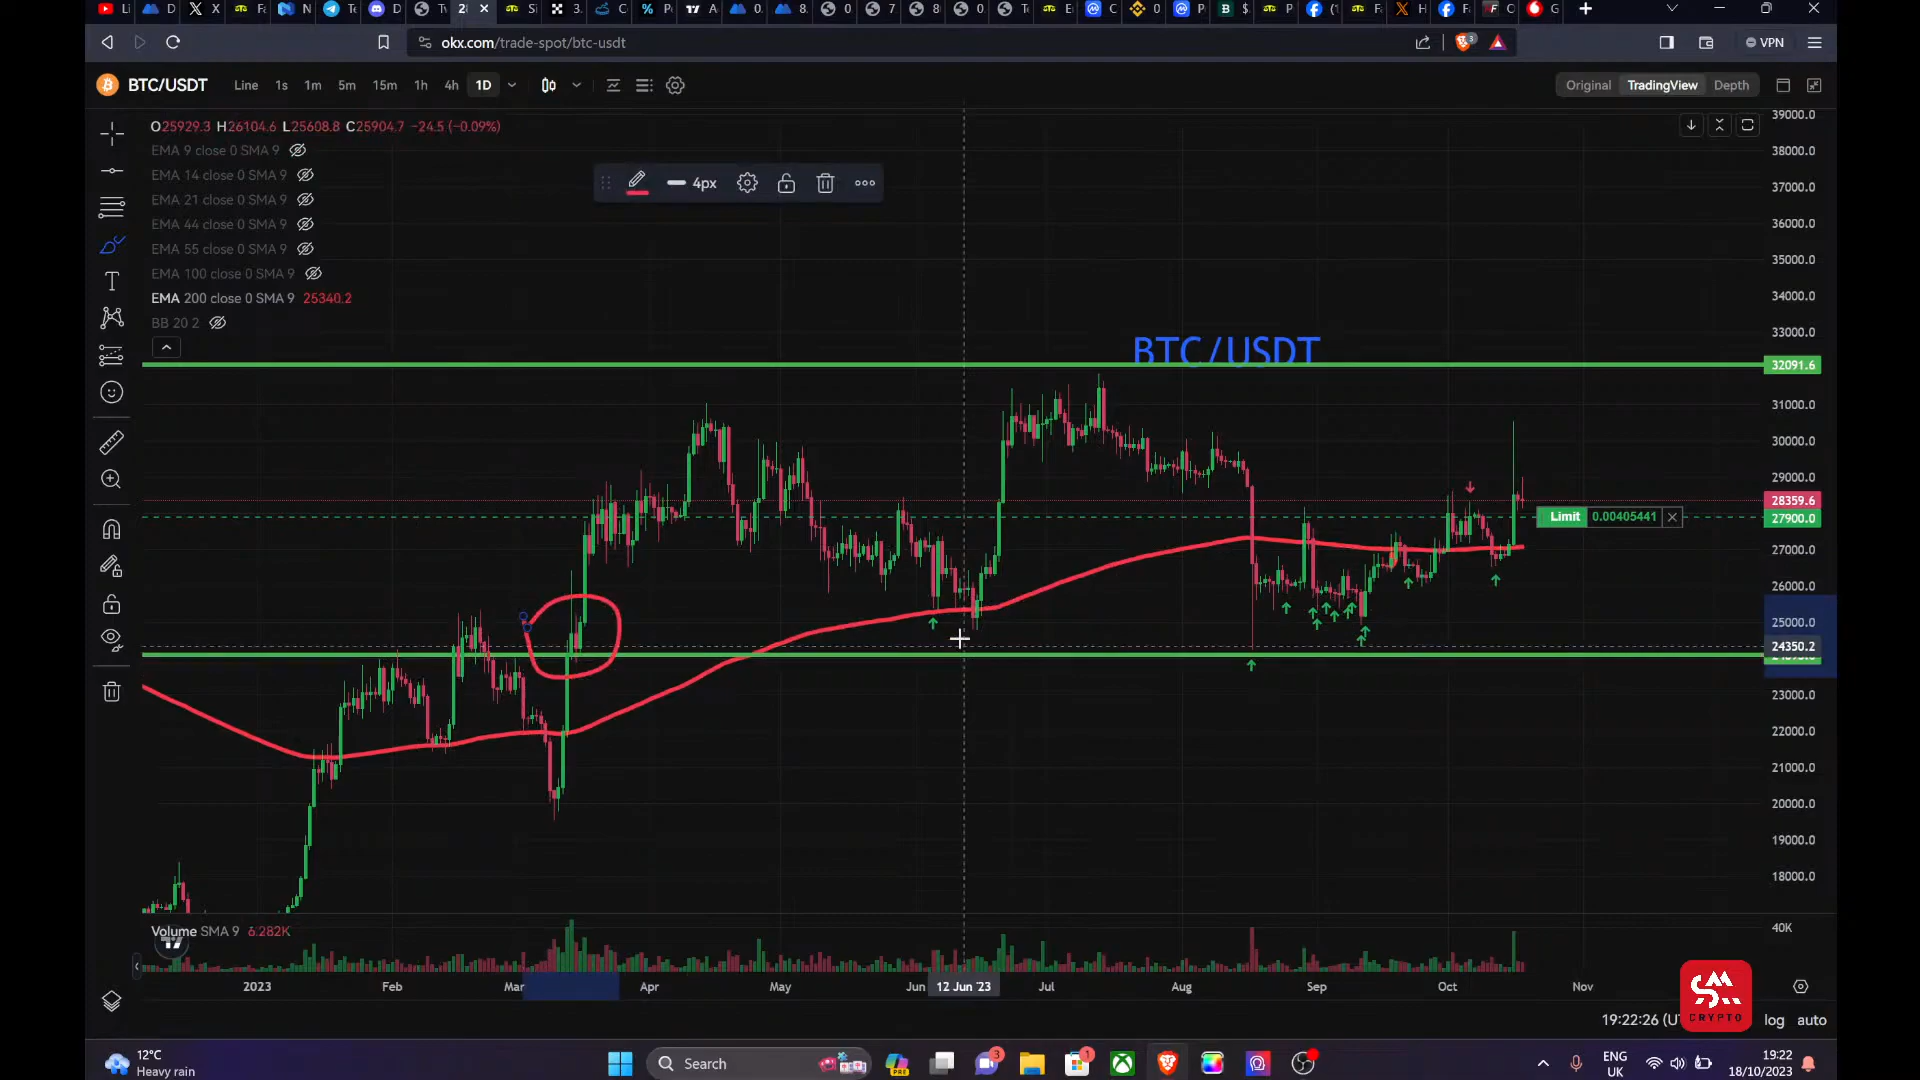 okx.com/trade-spot/btc-usdt
VPN
BTC/USDT Line 1s 1m 5m 15m 1h 4h 1D Original TradingView Depth
O25929.3 H26104.6 L25608.8 C25904.7 −24.5 (−0.09%)
EMA 9 close 0 SMA 9
EMA 14 close 0 SMA 9
EMA 21 close 0 SMA 9
EMA 44 close 0 SMA 9
EMA 55 close 0 SMA 9
EMA 100 close 0 SMA 9
EMA 200 close 0 SMA 9 25340.2
BB 20 2
4px
BTC/USDT
39000.0
38000.0
37000.0
36000.0
35000.0
34000.0
33000.0
32091.6
31000.0
30000.0
29000.0
28359.6
Limit 0.00405441 27900.0
27000.0
26000.0
25000.0
24350.2
23000.0
22000.0
21000.0
20000.0
19000.0
18000.0
Volume SMA 9 6.282K
40K
2023 Feb Mar Apr May Jun 12 Jun '23 Jul Aug Sep Oct Nov
SM
CRYPTO
19:22:26 log auto
12°C
Heavy rain
Search
PRE
3
1
ENG
UK
19:22
18/10/2023